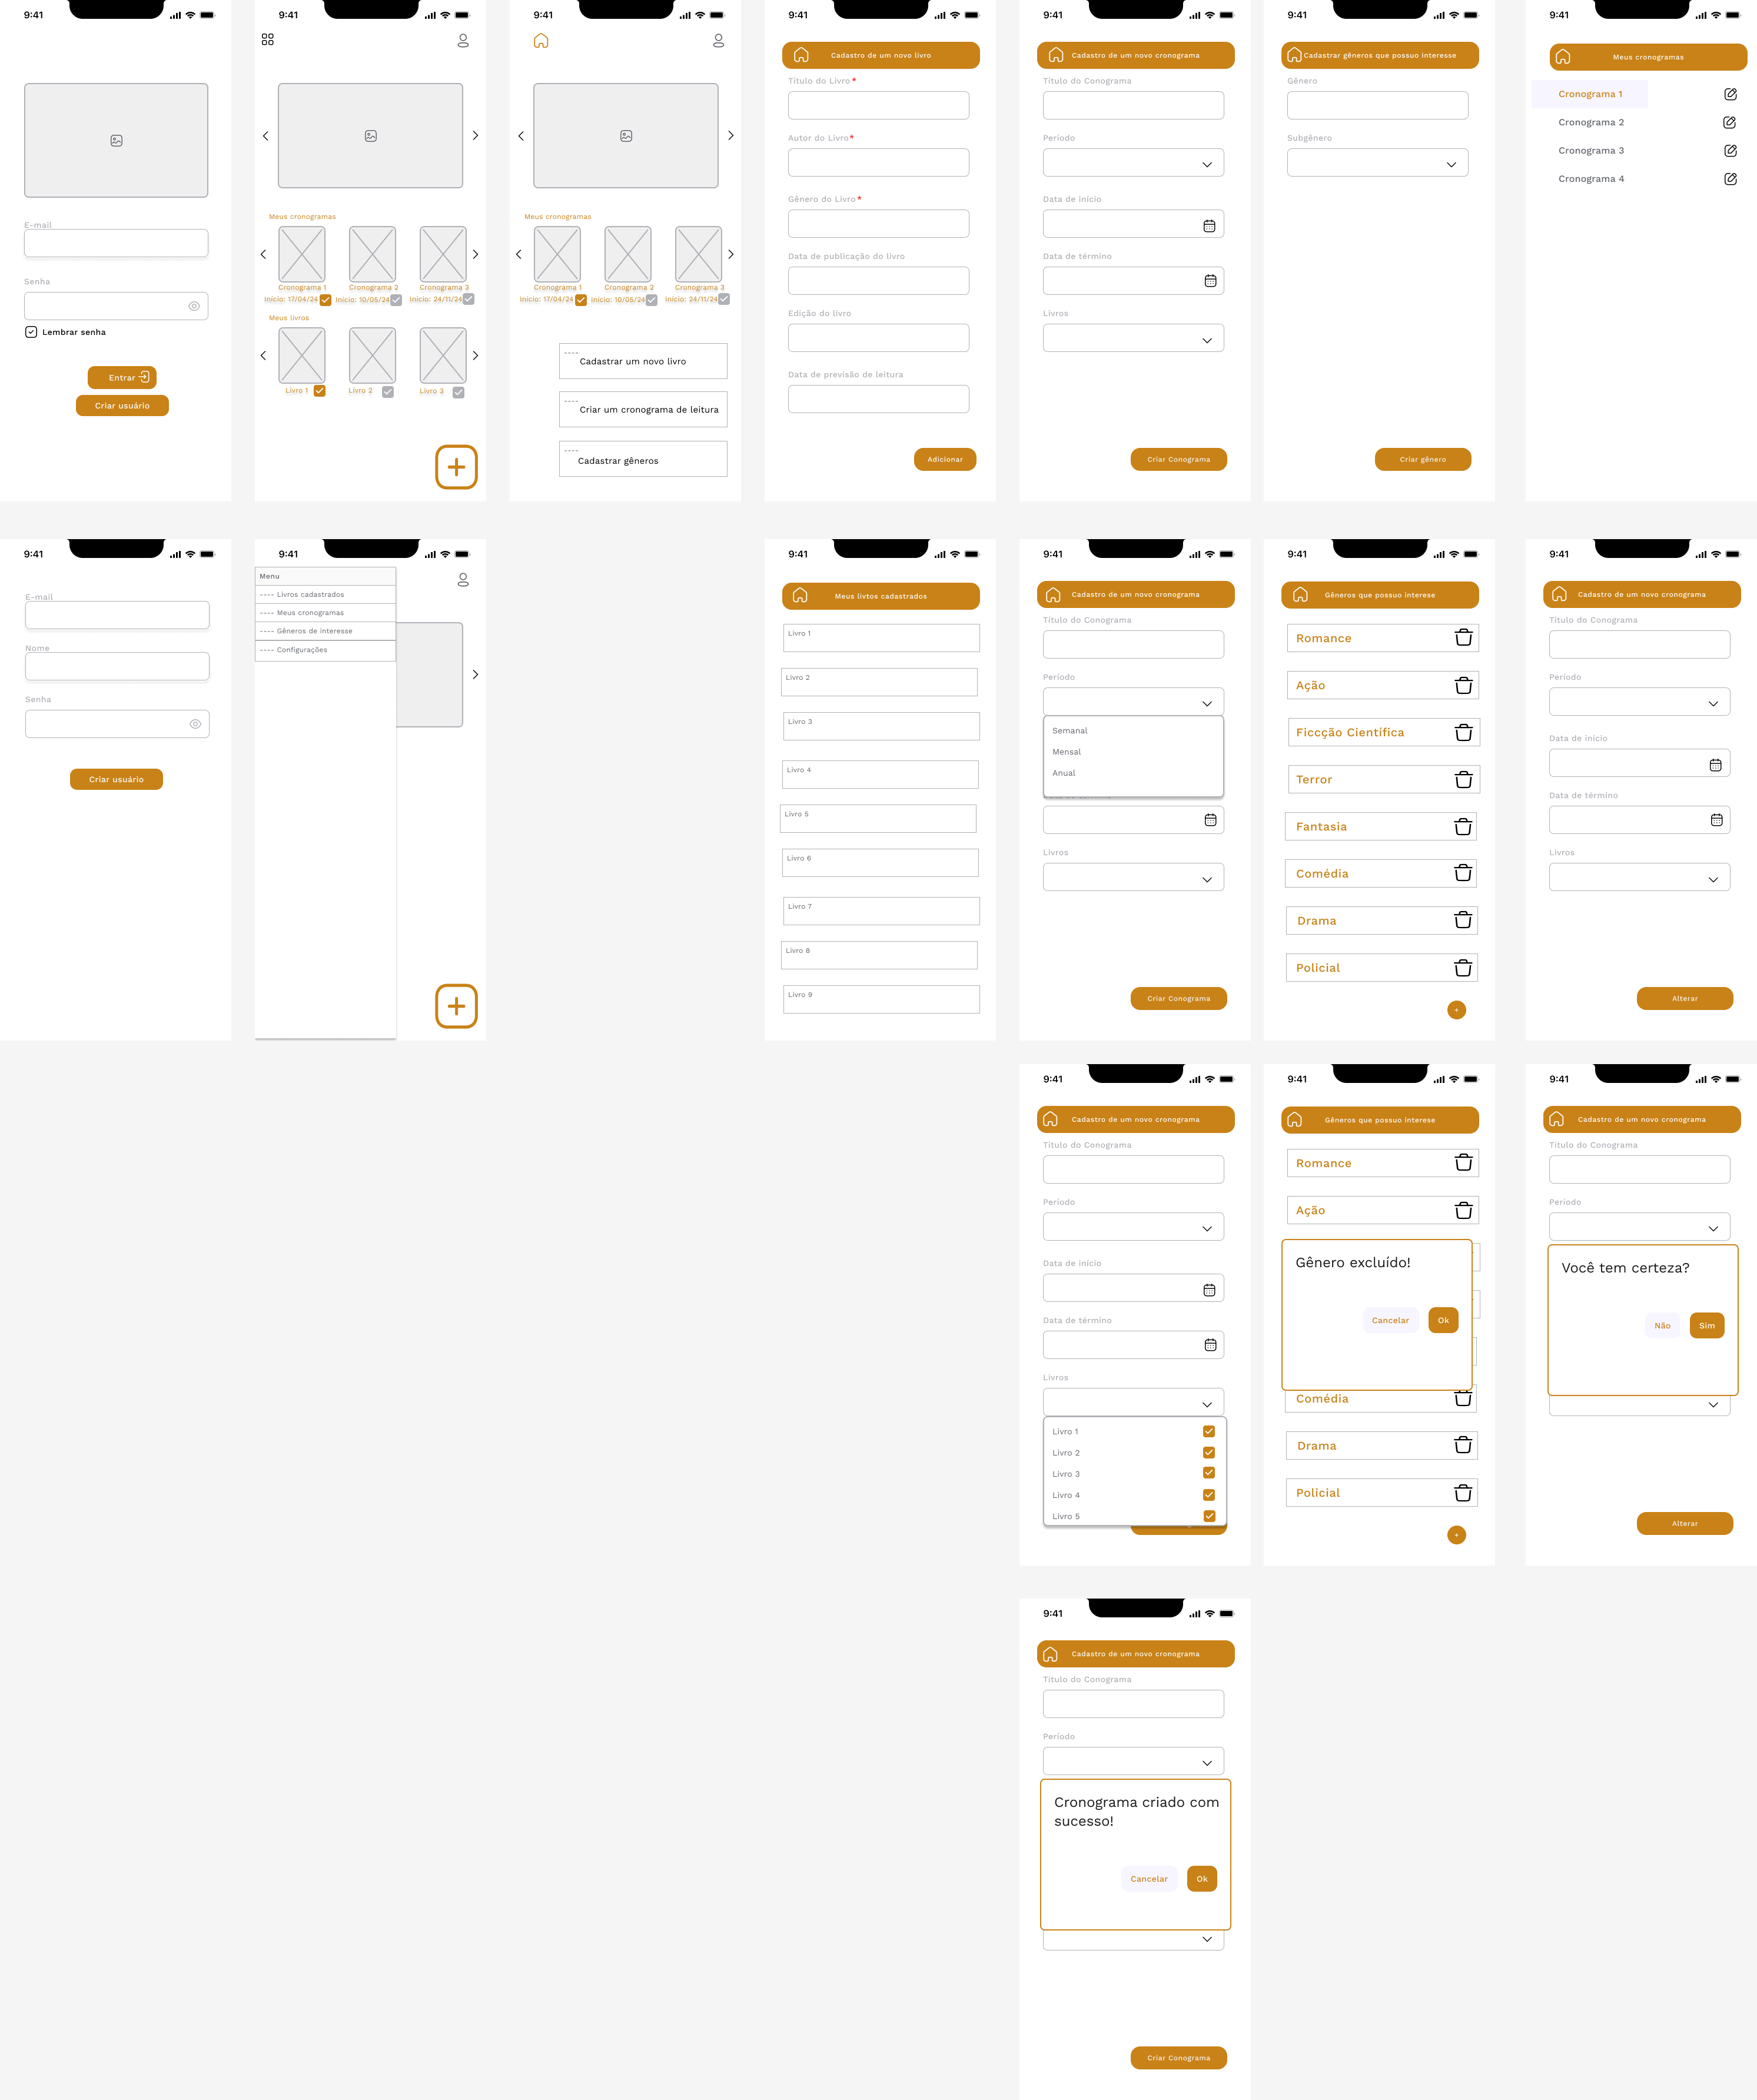 9:41
E-mail
Senha
Lembrar senha
Entrar
Criar usuário
9:41
Meus cronogramas
Cronograma 1
Cronograma 2
Cronograma 3
Início: 17/04/24
Início: 10/05/24
Início: 24/11/24
Meus livros
Livro 1
Livro 2
Livro 3
9:41
Meus cronogramas
Cronograma 1
Cronograma 2
Cronograma 3
Início: 17/04/24
Início: 10/05/24
Início: 24/11/24
----
Cadastrar um novo livro
----
Criar um cronograma de leitura
----
Cadastrar gêneros
9:41
Cadastro de um novo livro
Título do Livro*
Autor do Livro*
Gênero do Livro*
Data de publicação do livro
Edição do livro
Data de previsão de leitura
Adicionar
9:41
Cadastro de um novo cronograma
Título do Conograma
Período
Data de início
Data de término
Livros
Criar Conograma
9:41
Cadastrar gêneros que possuo interesse
Gênero
Subgênero
Criar gênero
9:41
Meus cronogramas
Cronograma 1
Cronograma 2
Cronograma 3
Cronograma 4
9:41
E-mail
Nome
Senha
Criar usuário
9:41
Menu
---- Livros cadastrados
---- Meus cronogramas
---- Gêneros de interesse
---- Configurações
9:41
Meus livtos cadastrados
Livro 1
Livro 2
Livro 3
Livro 4
Livro 5
Livro 6
Livro 7
Livro 8
Livro 9
9:41
Cadastro de um novo cronograma
Título do Conograma
Período
Semanal
Mensal
Anual
Livros
Criar Conograma
9:41
Gêneros que possuo interese
Romance
Ação
Ficcção Científica
Terror
Fantasia
Comédia
Drama
Policial
+
9:41
Cadastro de um novo cronograma
Título do Conograma
Período
Data de início
Data de término
Livros
Alterar
9:41
Cadastro de um novo cronograma
Título do Conograma
Período
Data de início
Data de término
Livros
Livro 1
Livro 2
Livro 3
Livro 4
Livro 5
9:41
Gêneros que possuo interese
Romance
Ação
Gênero excluído!
Cancelar
Ok
Comédia
Drama
Policial
+
9:41
Cadastro de um novo cronograma
Título do Conograma
Período
Você tem certeza?
Não
Sim
Alterar
9:41
Cadastro de um novo cronograma
Título do Conograma
Período
Cronograma criado com
sucesso!
Cancelar
Ok
Criar Conograma